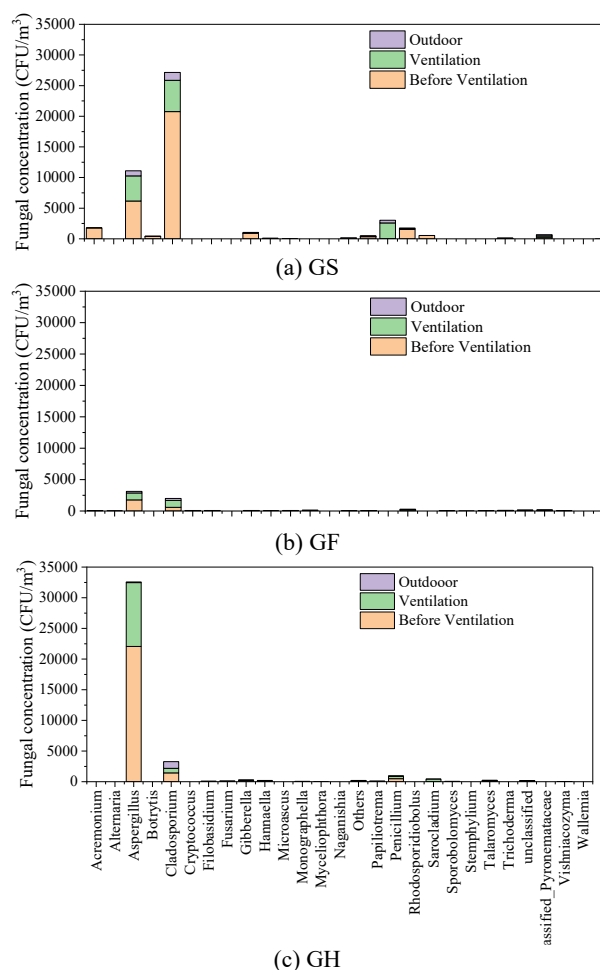 35000
30000
25000
20000
15000
10000
5000
0
Fungal concentration (CFU/m³)
Outdoor
Ventilation
Before Ventilation
(a) GS
35000
30000
25000
20000
15000
10000
5000
0
Fungal concentration (CFU/m³)
Outdoor
Ventilation
Before Ventilation
(b) GF
35000
30000
25000
20000
15000
10000
5000
0
Fungal concentration (CFU/m³)
Outdooor
Ventilation
Before Ventilation
Acremonium
Alternaria
Aspergillus
Botrytis
Cladosporium
Cryptococcus
Filobasidium
Fusarium
Gibberella
Hannaella
Microascus
Monographella
Myceliophthora
Naganishia
Others
Papiliotrema
Penicillium
Rhodosporidiobolus
Sarocladium
Sporobolomyces
Stemphylium
Talaromyces
Trichoderma
unclassified
assified_Pyronemataceae
Vishniacozyma
Wallemia
(c) GH